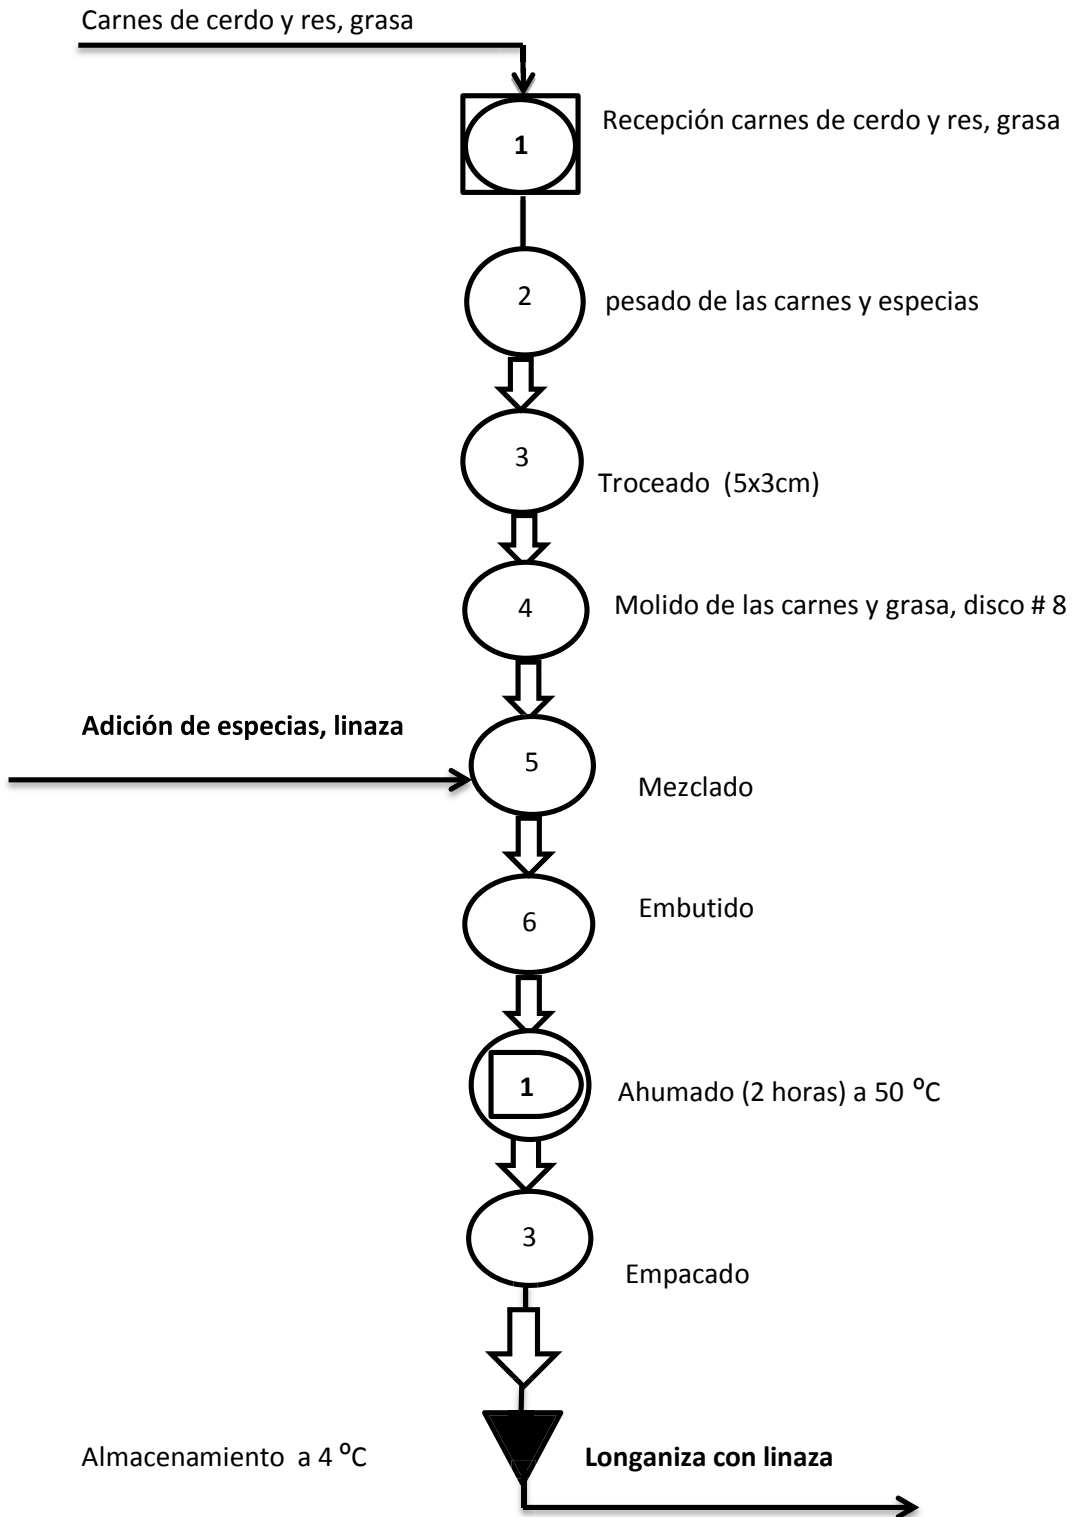 Carnes de cerdo y res, grasa
1
Recepción carnes de cerdo y res, grasa
2
pesado de las carnes y especias
3
Troceado (5x3cm)
4
Molido de las carnes y grasa, disco # 8
Adición de especias, linaza
5
Mezclado
6
Embutido
1
Ahumado (2 horas) a 50 ⁰C
3
Empacado
Almacenamiento a 4 ⁰C
Longaniza con linaza